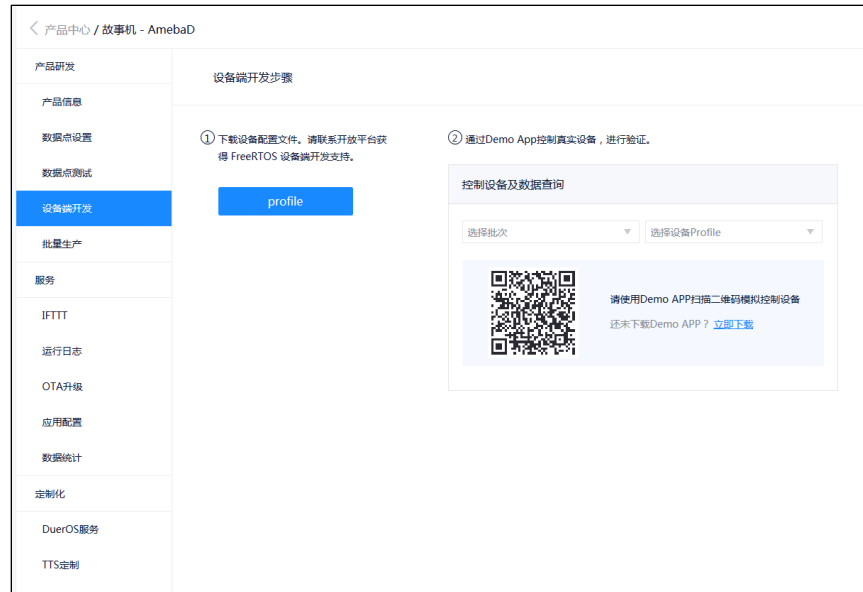 产品中心 / 故事机 - AmebaD
产品研发
产品信息
数据点设置
数据点测试
设备端开发
批量生产
服务
IFTTT
运行日志
OTA升级
应用配置
数据统计
定制化
DuerOS服务
TTS定制
设备端开发步骤
① 下载设备配置文件。请联系开放平台获
得 FreeRTOS 设备端开发支持。
profile
② 通过Demo App控制真实设备，进行验证。
控制设备及数据查询
选择批次
选择设备Profile
请使用Demo APP扫描二维码模拟控制设备
还未下载Demo APP？ 立即下载